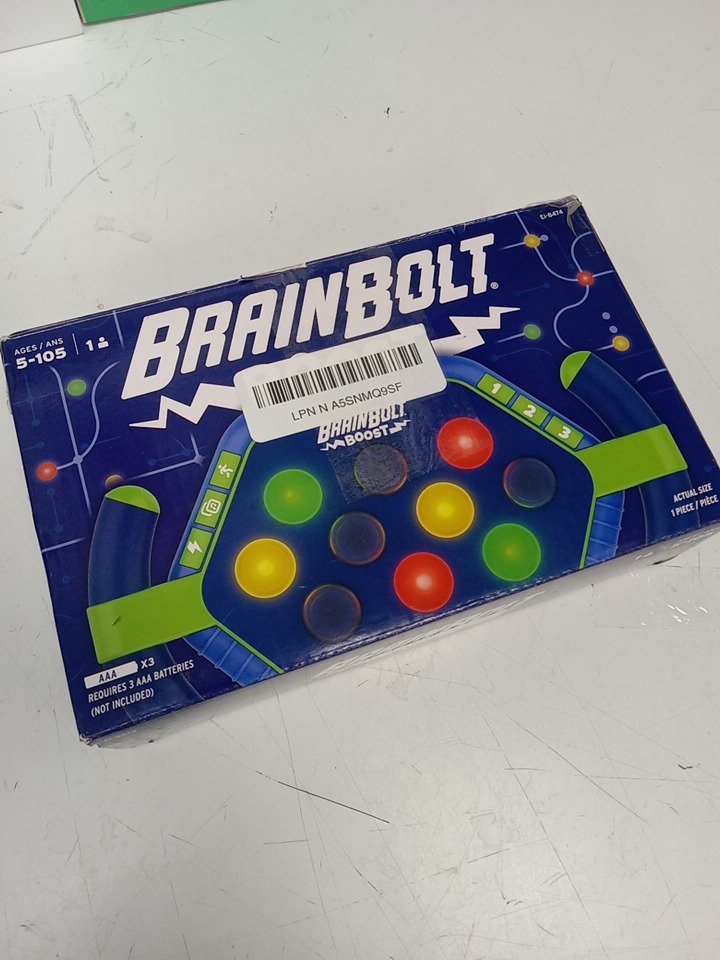 EI-8474
AGES / ANS
5-105
1
BRAINBOLT®
LPN N A5SNMQ9SF
BRAINBOLT
BOOST
1
2
3
ACTUAL SIZE
1 PIECE / PIÈCE
AAA X3
REQUIRES 3 AAA BATTERIES
(NOT INCLUDED)